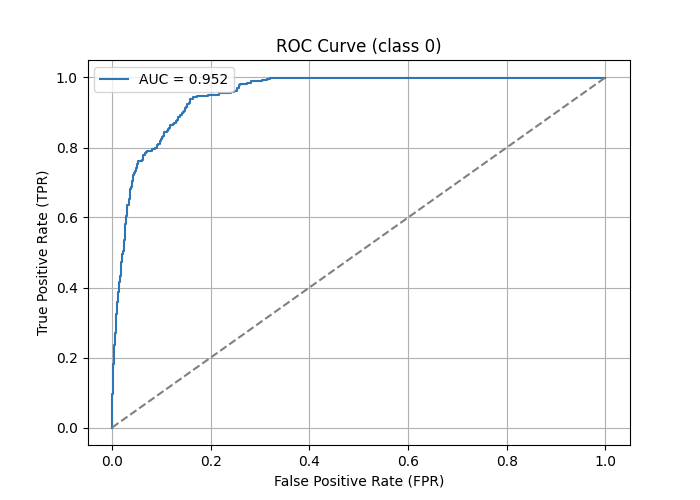 ROC Curve (class 0)
AUC = 0.952
True Positive Rate (TPR)
1.0
0.8
0.6
0.4
0.2
0.0
0.0 0.2 0.4 0.6 0.8 1.0
False Positive Rate (FPR)